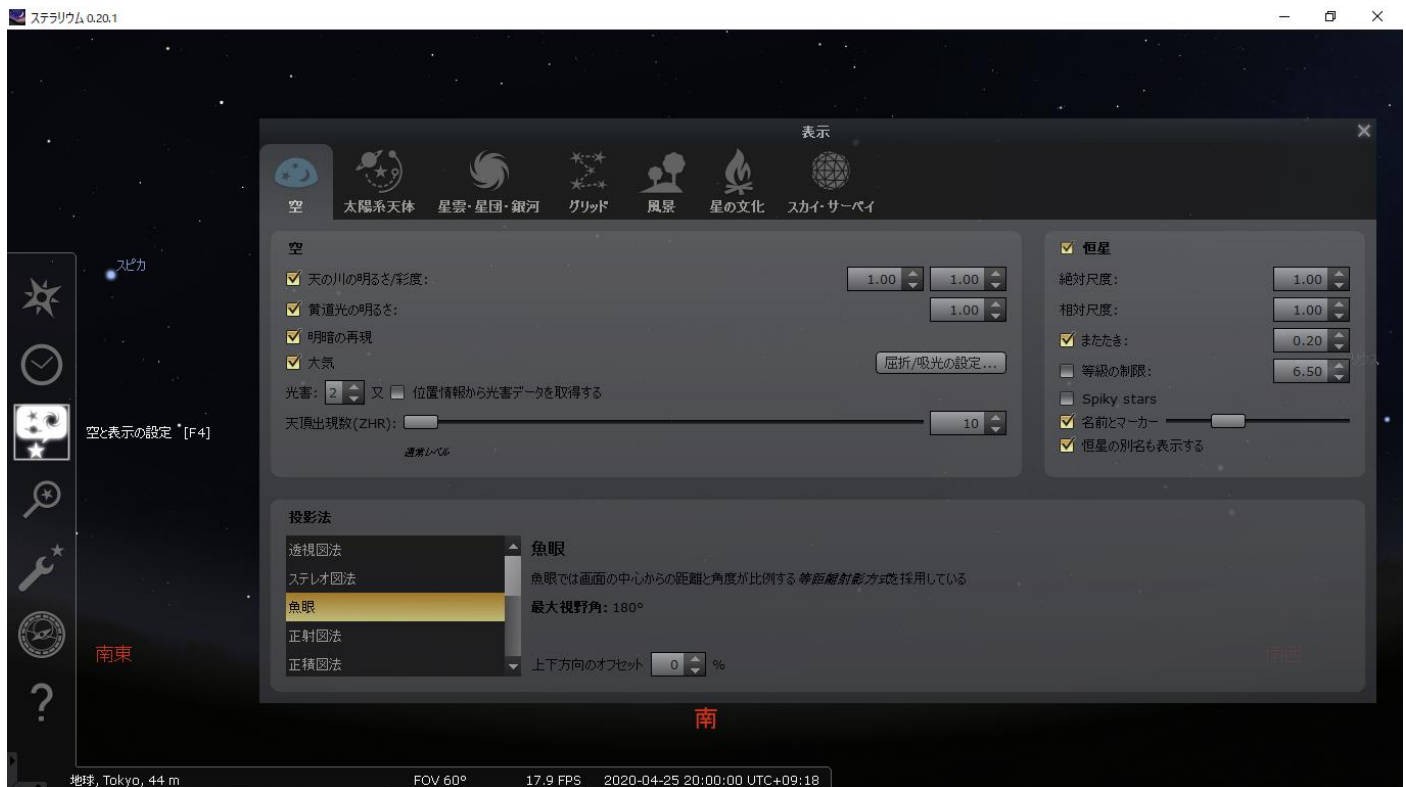 ステラリウム 0.20.1
表示
空
太陽系天体
星雲・星団・銀河
グリッド
風景
星の文化
スカイ・サーベイ
空
天の川の明るさ/彩度: 1.00 1.00
黄道光の明るさ: 1.00
明暗の再現
大気 屈折/吸光の設定...
光害: 2 又 位置情報から光害データを取得する
天頂出現数(ZHR): 10
通常レベル
恒星
絶対尺度: 1.00
相対尺度: 1.00
またたき: 0.20
等級の制限: 6.50
Spiky stars
名前とマーカー
恒星の別名も表示する
スピカ
空と表示の設定 [F4]
投影法
透視図法
ステレオ図法
魚眼
正射図法
正積図法
魚眼
魚眼では画面の中心からの距離と角度が比例する等距離射影方式を採用している
最大視野角: 180°
上下方向のオフセット 0 %
南東
南西
南
地球, Tokyo, 44 m
FOV 60°
17.9 FPS
2020-04-25 20:00:00 UTC+09:18